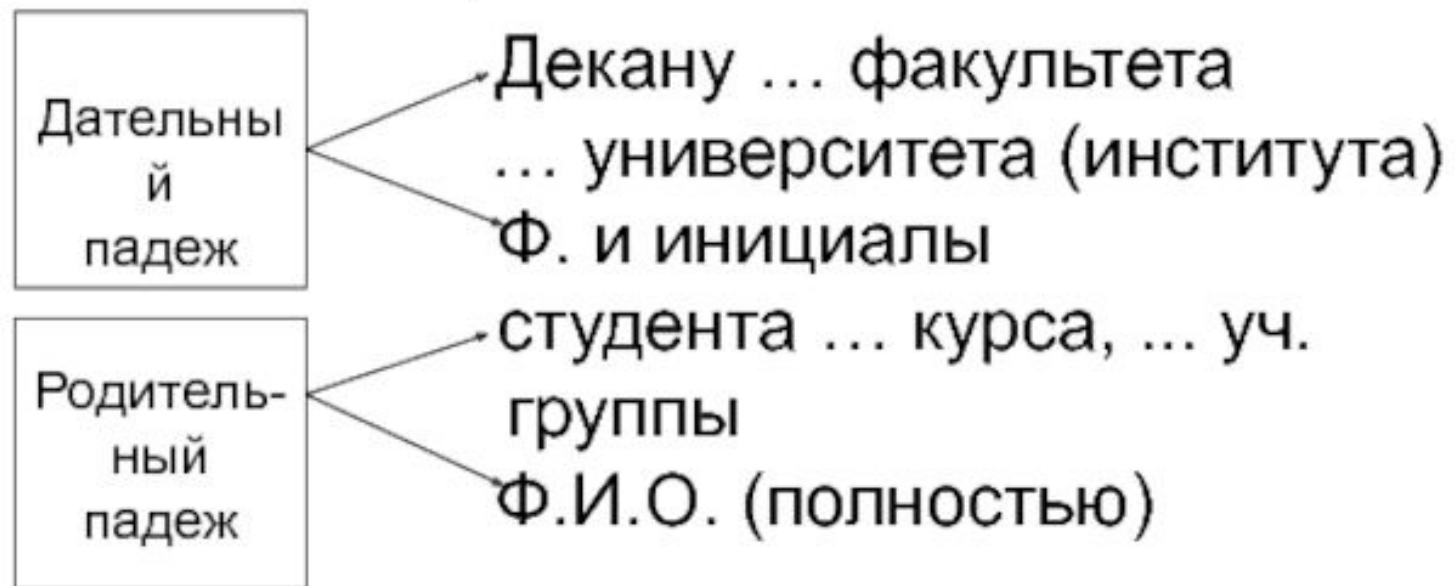 Дательны
й
падеж
Декану ... факультета
... университета (института)
Ф. и инициалы
Родитель-
ный
падеж
студента ... курса, ... уч.
группы
Ф.И.О. (полностью)